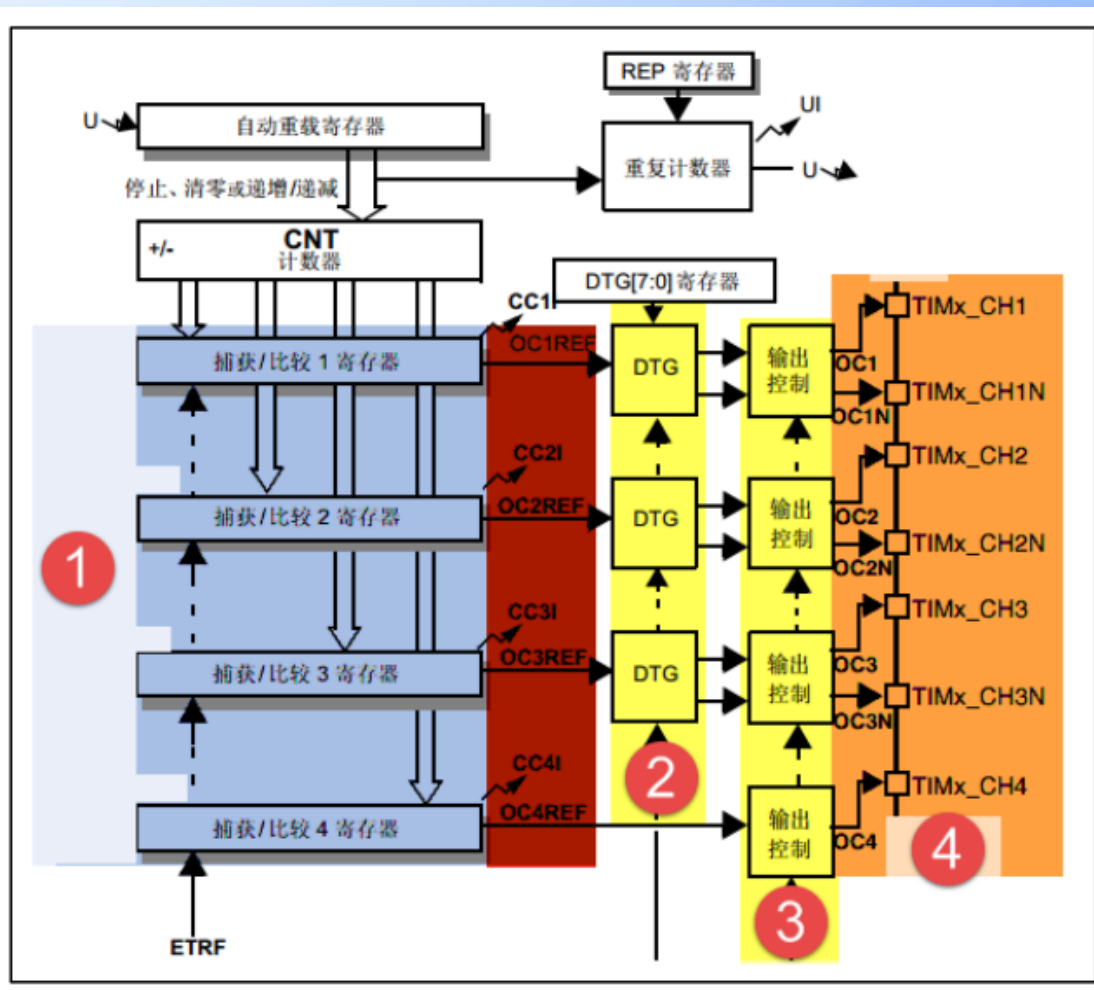 REP 寄存器
U
自动重载寄存器
UI
重复计数器
U
停止、清零或递增/递减
+/-
CNT
计数器
DTG[7:0] 寄存器
CC1I
OC1REF
捕获/比较 1 寄存器
DTG
输出
控制
OC1
TIMx_CH1
OC1N
TIMx_CH1N
CC2I
OC2REF
捕获/比较 2 寄存器
DTG
输出
控制
OC2
TIMx_CH2
OC2N
TIMx_CH2N
1
CC3I
OC3REF
捕获/比较 3 寄存器
DTG
输出
控制
OC3
TIMx_CH3
OC3N
TIMx_CH3N
2
CC4I
OC4REF
捕获/比较 4 寄存器
输出
控制
OC4
TIMx_CH4
4
3
ETRF